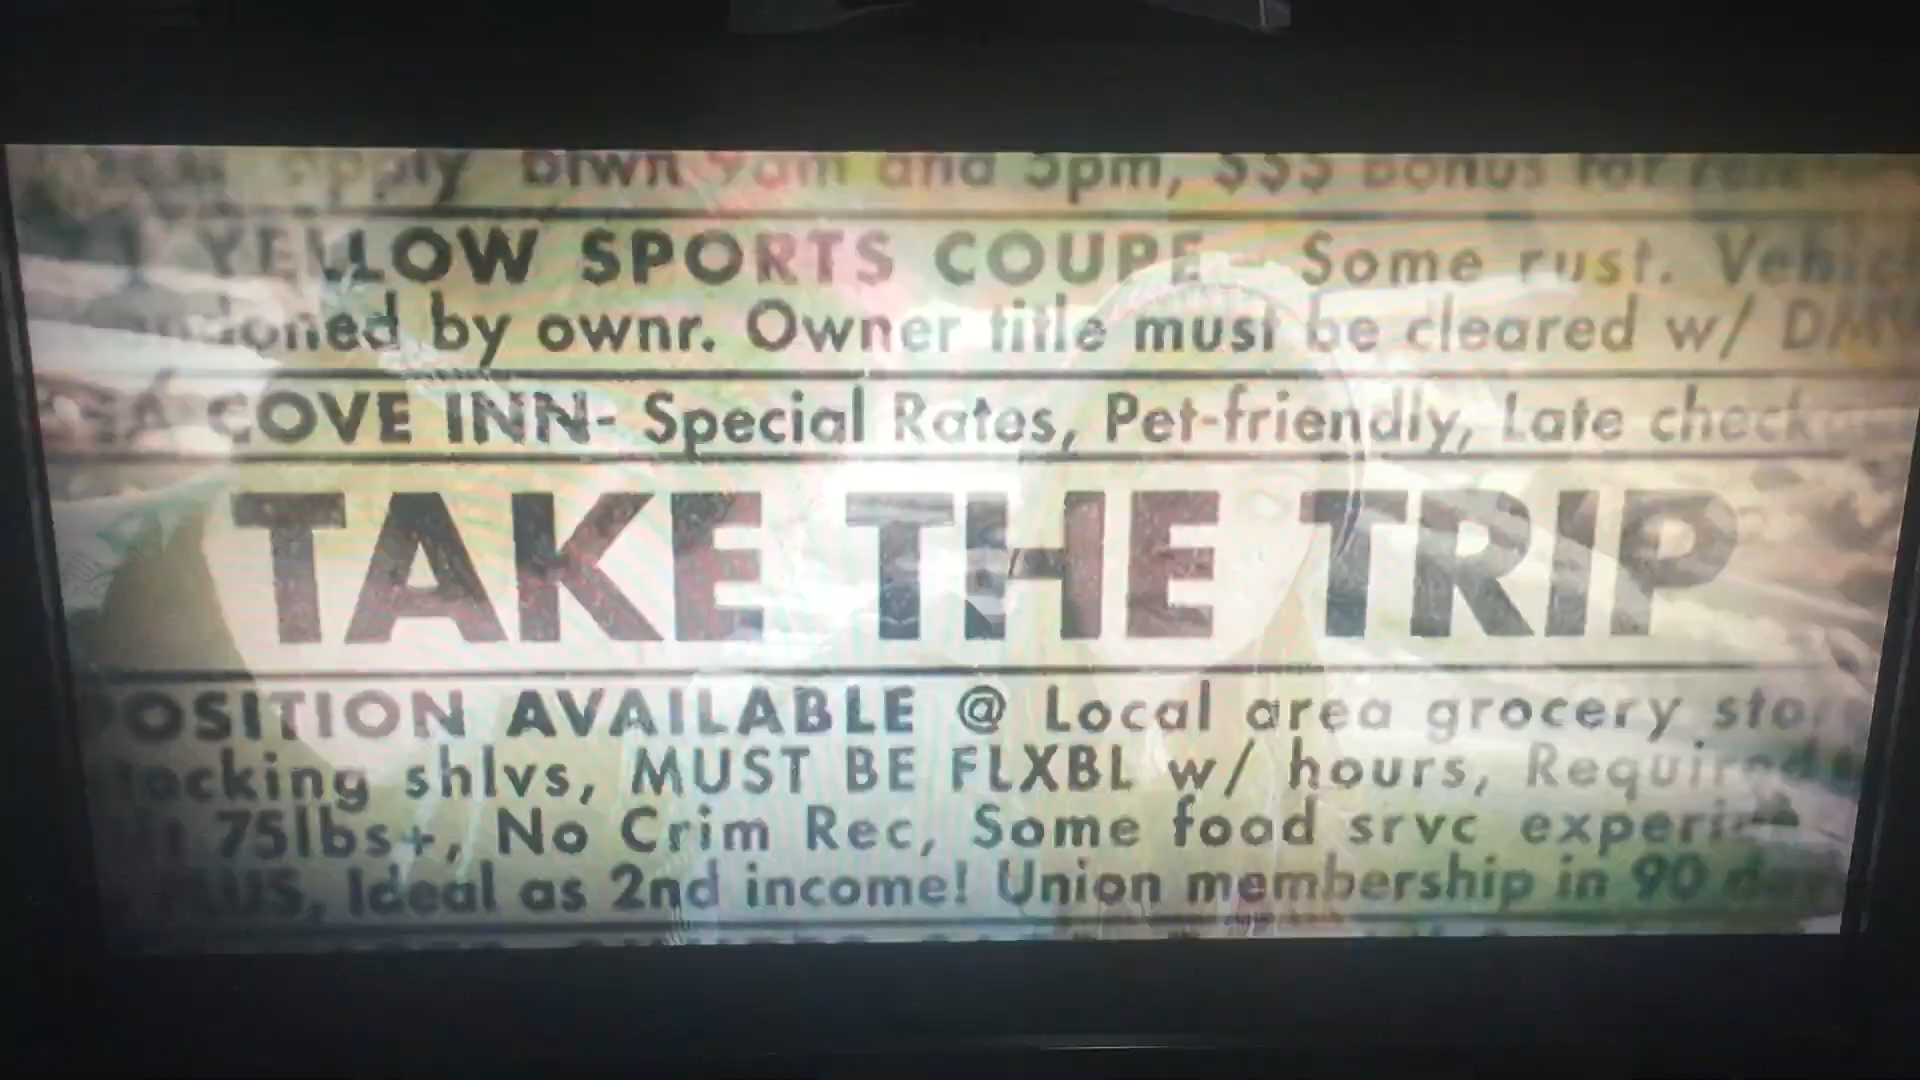 apply btwn 9am and 5pm, $$$ Bonus for
YELLOW SPORTS COUPE - Some rust.
by ownr. Owner title must be cleared w/
COVE INN- Special Rates, Pet-friendly, Late
TAKE THE TRIP
POSITION AVAILABLE @ Local area grocery
shlvs, MUST BE FLXBL w/ hours,
75lbs+, No Crim Rec, Some food srvc
Ideal as 2nd income! Union membership in 90